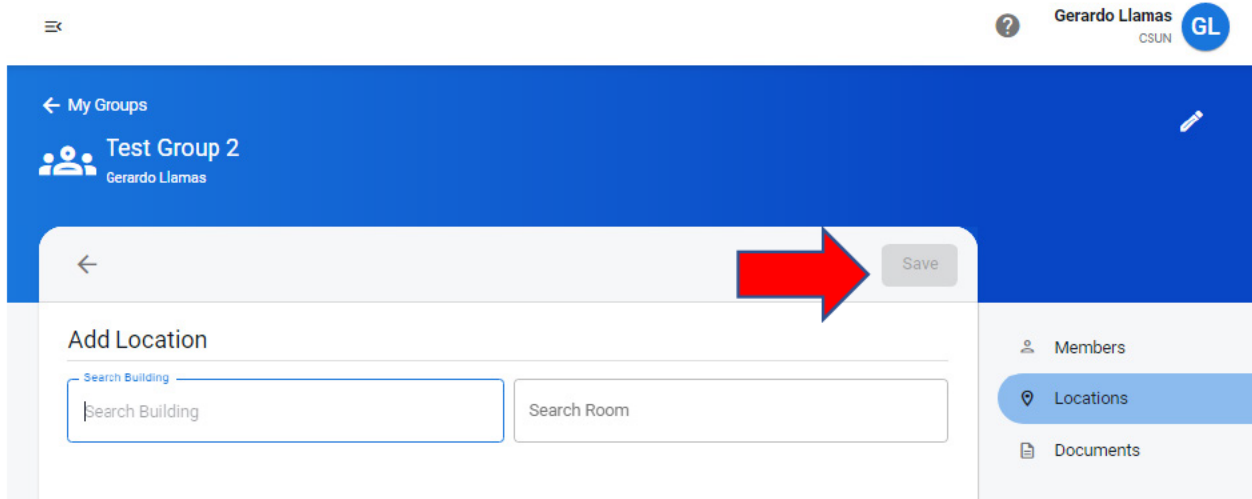 Gerardo Llamas
CSUN
GL
My Groups
Test Group 2
Gerardo Llamas
Save
Add Location
Search Building
Search Building
Search Room
Members
Locations
Documents